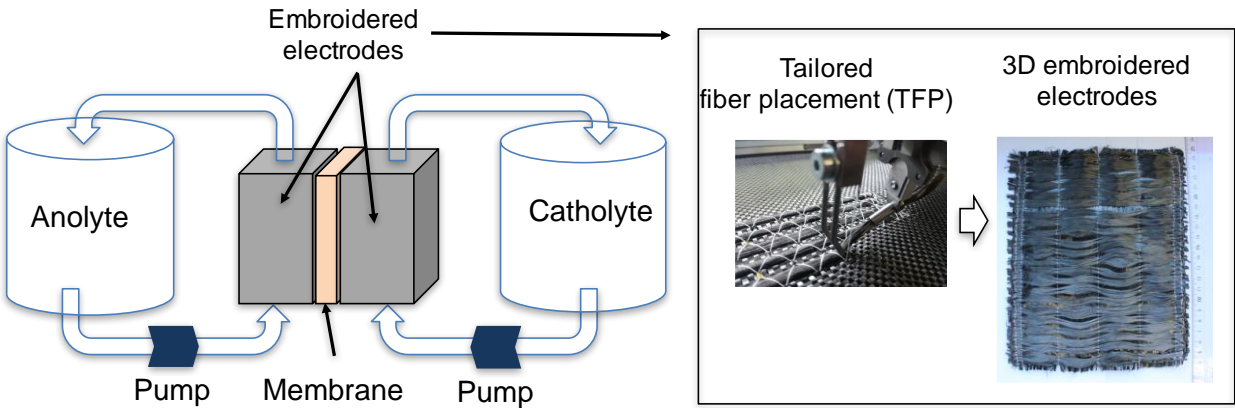 Embroidered
electrodes
Anolyte
Catholyte
Pump
Membrane
Pump
Tailored
fiber placement (TFP)
3D embroidered
electrodes